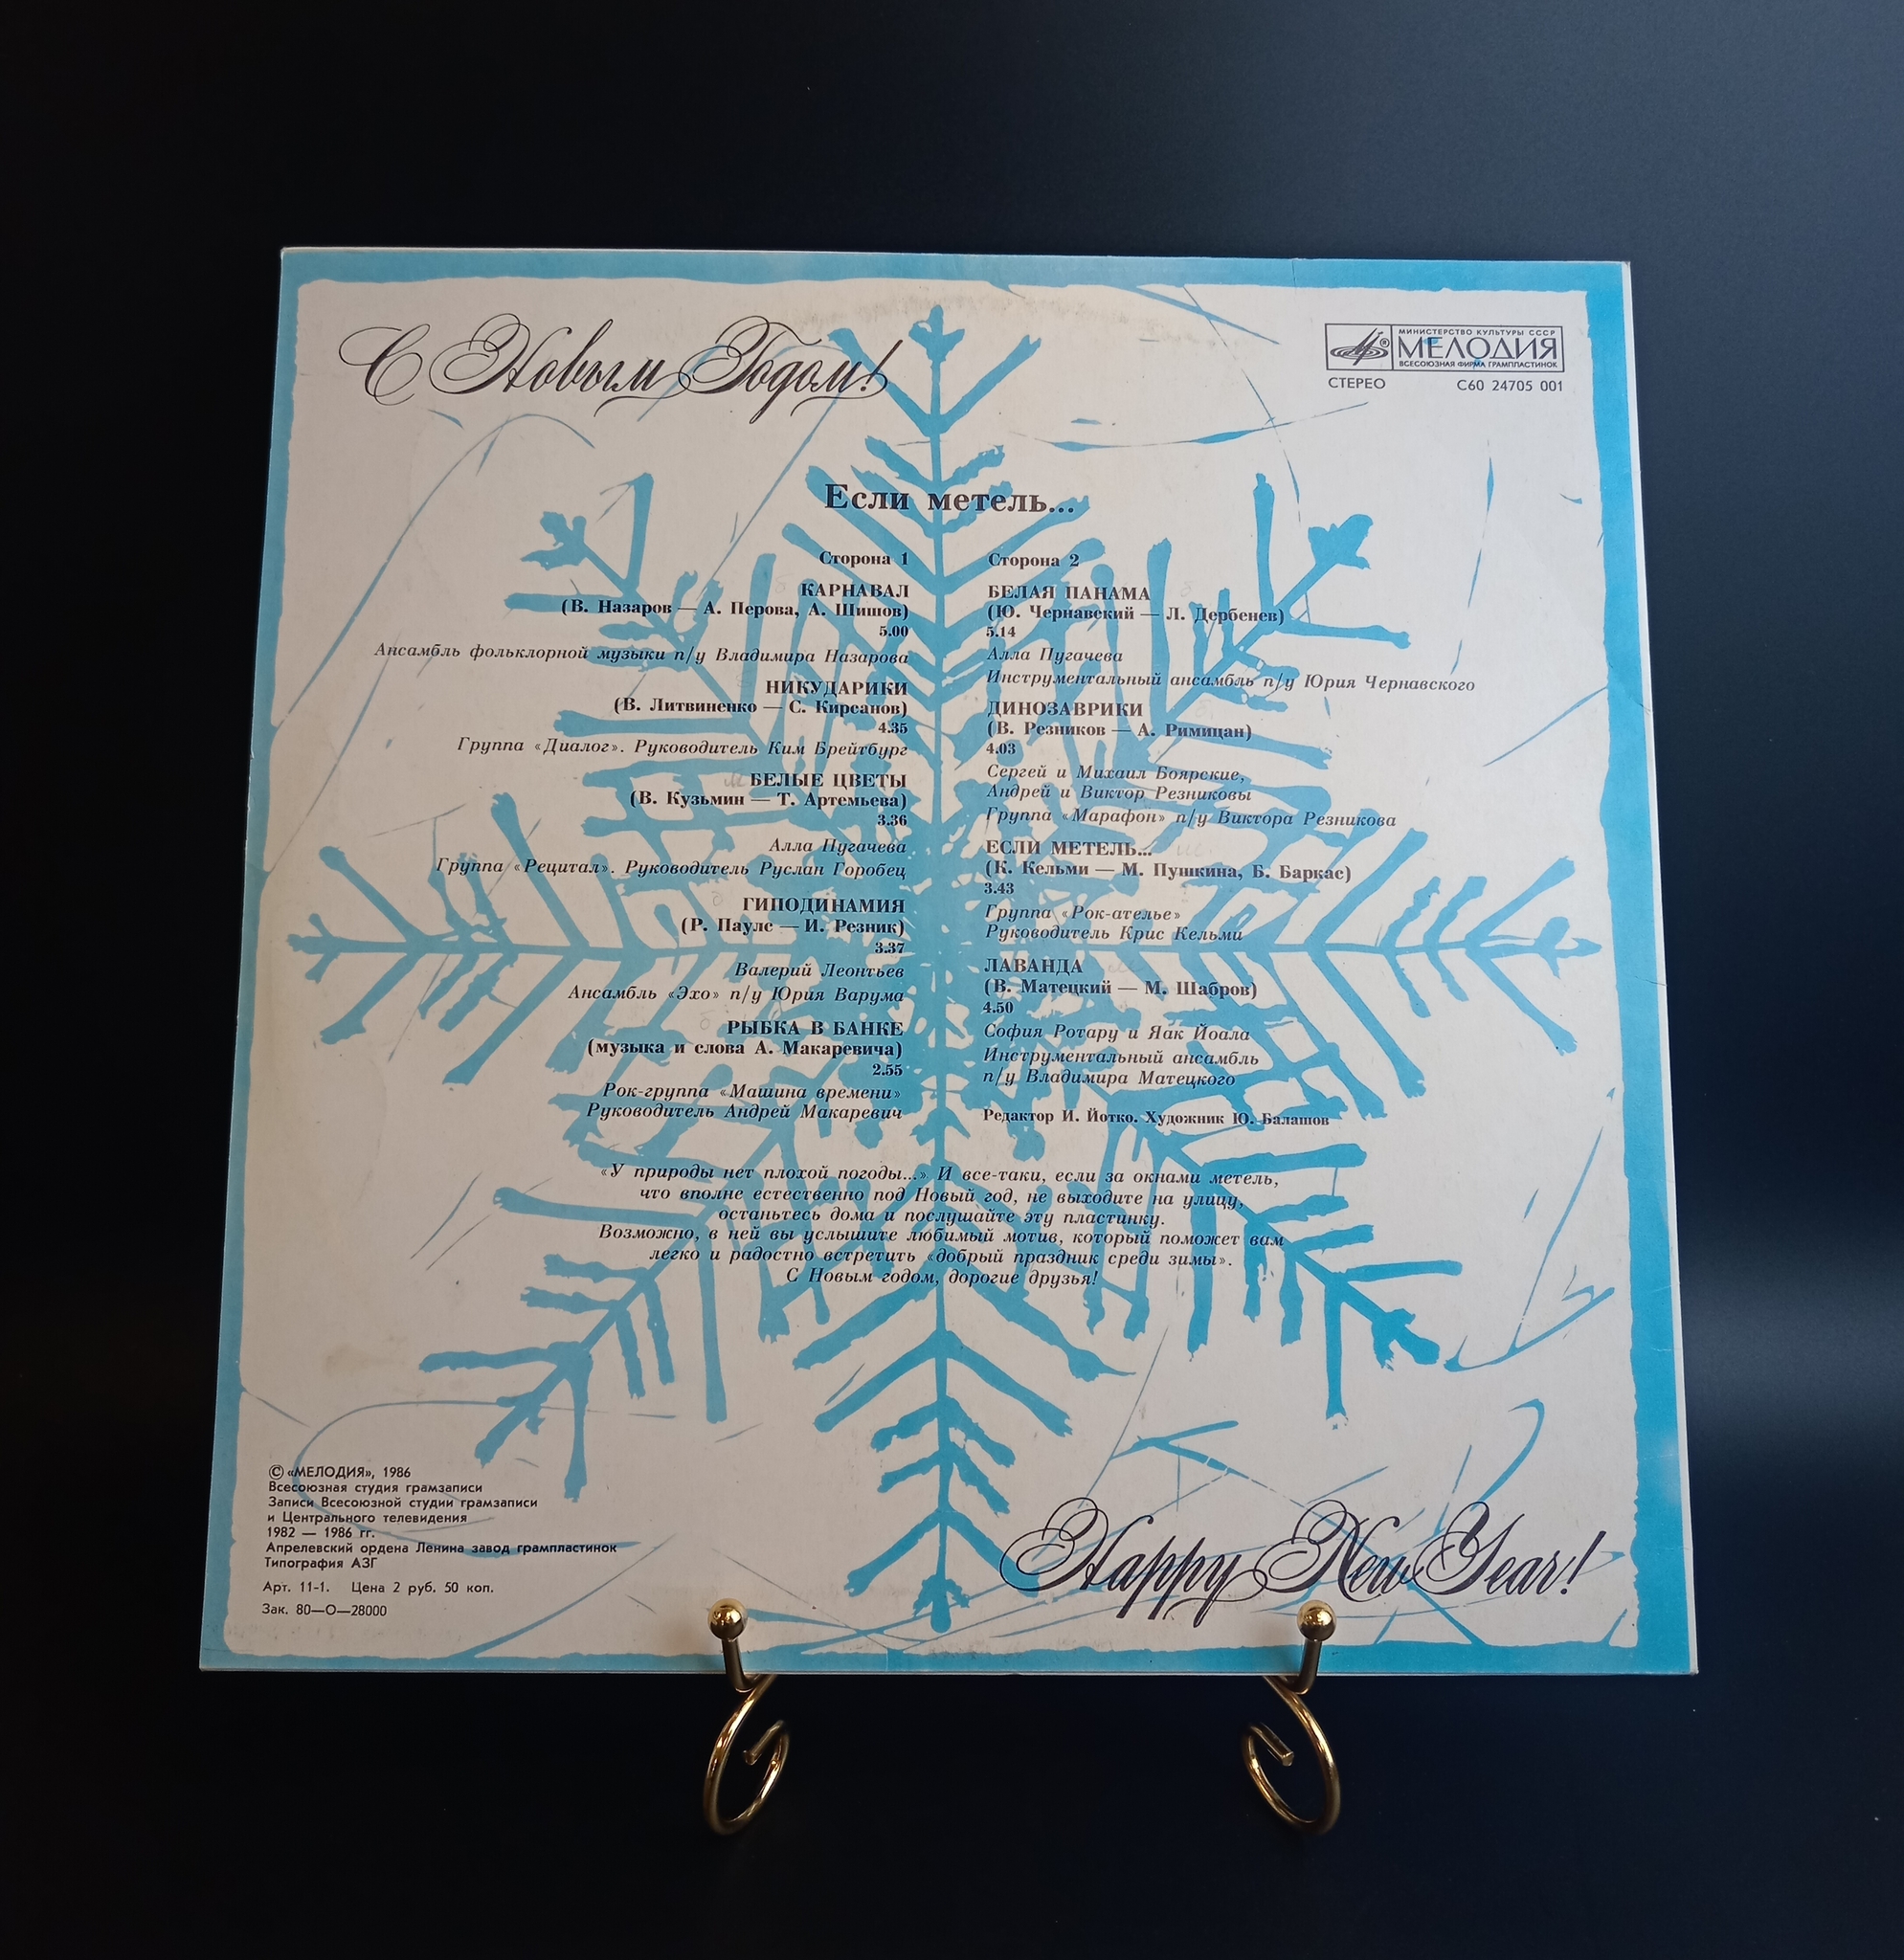 С Новым Годом!
МИНИСТЕРСТВО КУЛЬТУРЫ СССР
МЕЛОДИЯ
ВСЕСОЮЗНАЯ ФИРМА ГРАМПЛАСТИНОК
СТЕРЕО С60 24705 001
Если метель...
Сторона 1
КАРНАВАЛ
(В. Назаров — А. Перова, А. Шишов)
5.00
Ансамбль фольклорной музыки п/у Владимира Назарова
НИКУДАРИКИ
(В. Литвиненко — С. Кирсанов)
4.35
Группа «Диалог». Руководитель Ким Брейтбург
БЕЛЫЕ ЦВЕТЫ
(В. Кузьмин — Т. Артемьева)
3.36
Алла Пугачева
Группа «Рецитал». Руководитель Руслан Горобец
ГИПОДИНАМИЯ
(Р. Паулс — И. Резник)
3.37
Валерий Леонтьев
Ансамбль «Эхо» п/у Юрия Варума
РЫБКА В БАНКЕ
(музыка и слова А. Макаревича)
2.55
Рок-группа «Машина времени»
Руководитель Андрей Макаревич
Сторона 2
БЕЛАЯ ПАНАМА
(Ю. Чернавский — Л. Дербенев)
5.14
Алла Пугачева
Инструментальный ансамбль п/у Юрия Чернавского
ДИНОЗАВРИКИ
(В. Резников — А. Римицан)
4.03
Сергей и Михаил Боярские,
Андрей и Виктор Резниковы
Группа «Марафон» п/у Виктора Резникова
ЕСЛИ МЕТЕЛЬ...
(К. Кельми — М. Пушкина, Б. Баркас)
3.43
Группа «Рок-ателье»
Руководитель Крис Кельми
ЛАВАНДА
(В. Матецкий — М. Шабров)
4.50
София Ротару и Яак Йоала
Инструментальный ансамбль
п/у Владимира Матецкого
Редактор И. Йотко. Художник Ю. Балашов
«У природы нет плохой погоды...» И все-таки, если за окнами метель,
что вполне естественно под Новый год, не выходите на улицу,
останьтесь дома и послушайте эту пластинку.
Возможно, в ней вы услышите любимый мотив, который поможет вам
легко и радостно встретить «добрый праздник среди зимы».
С Новым годом, дорогие друзья!
© «МЕЛОДИЯ», 1986
Всесоюзная студия грамзаписи
Записи Всесоюзной студии грамзаписи
и Центрального телевидения
1982 — 1986 гг.
Апрелевский ордена Ленина завод грампластинок
Типография АЗГ
Арт. 11-1. Цена 2 руб. 50 коп.
Зак. 80—О—28000
Happy New Year!